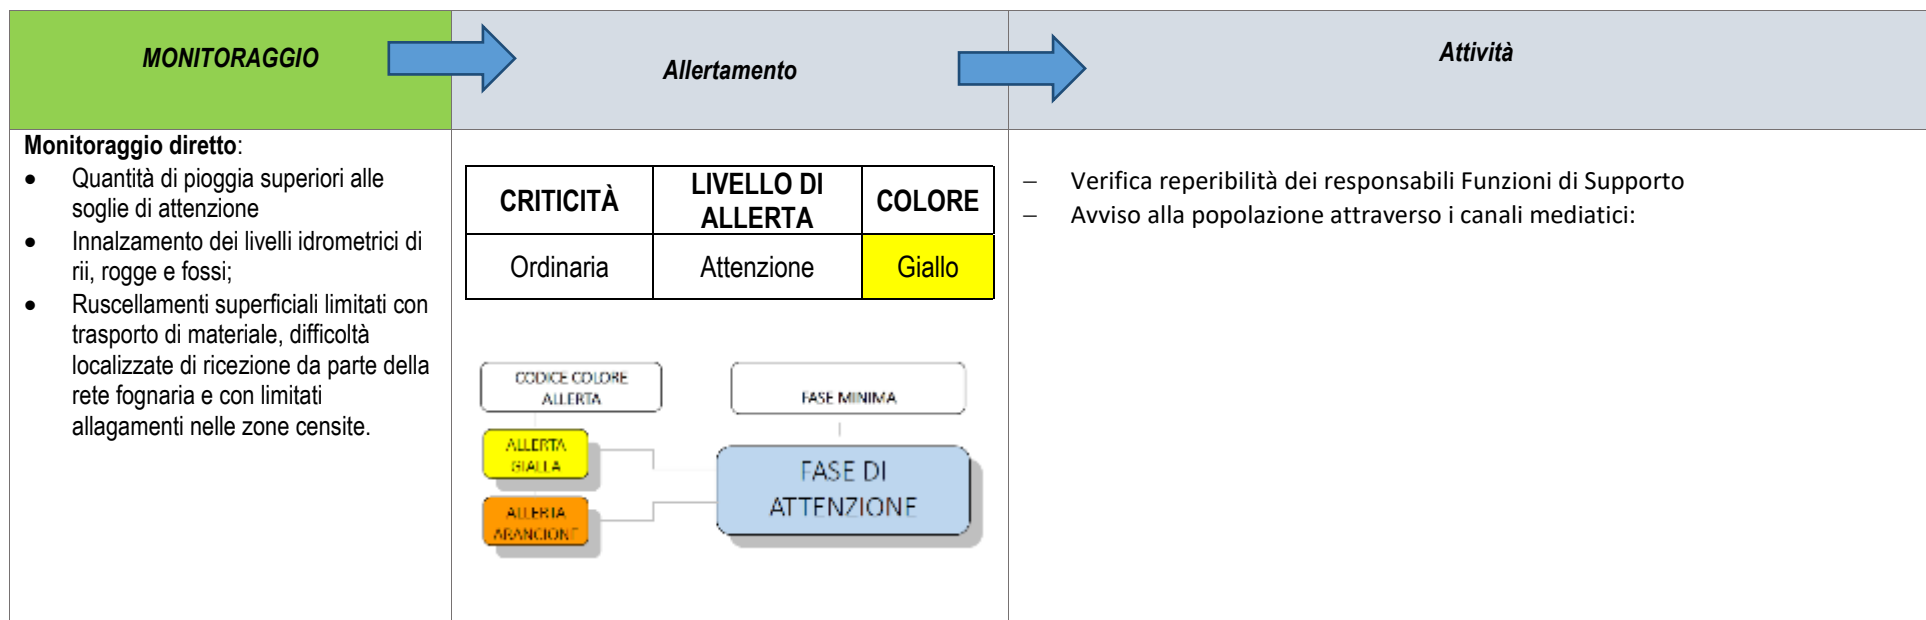 MONITORAGGIO
Allertamento
Attività
Monitoraggio diretto:
• Quantità di pioggia superiori alle
soglie di attenzione
• Innalzamento dei livelli idrometrici di
rii, rogge e fossi;
• Ruscellamenti superficiali limitati con
trasporto di materiale, difficoltà
localizzate di ricezione da parte della
rete fognaria e con limitati
allagamenti nelle zone censite.
CRITICITÀ
LIVELLO DI
ALLERTA
COLORE
Ordinaria
Attenzione
Giallo
CODICE COLORE
ALLERTA
FASE MINIMA
ALLERTA
GIALLA
FASE DI
ATTENZIONE
ALLERTA
ARANCIONE
– Verifica reperibilità dei responsabili Funzioni di Supporto
– Avviso alla popolazione attraverso i canali mediatici: